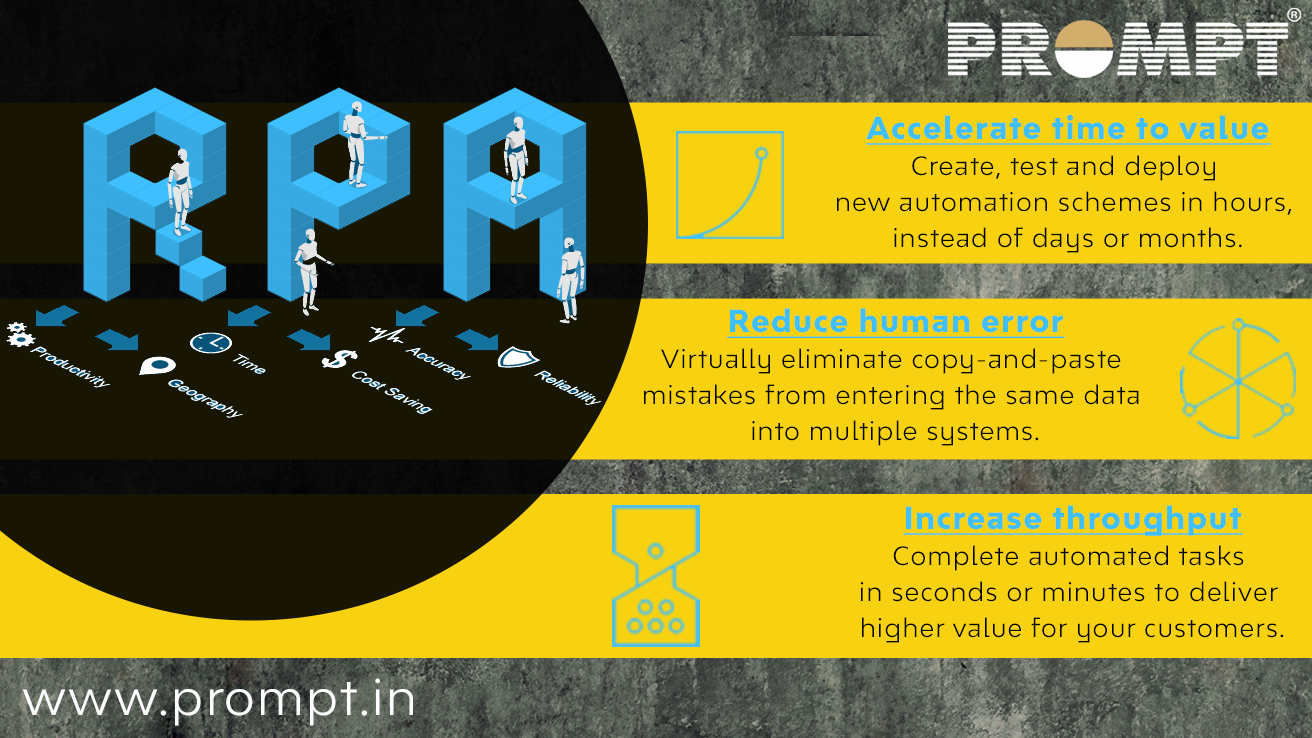 PROMPT®
RPA
Productivity
Geography
Time
Cost Saving
Accuracy
Reliability
Accelerate time to value
Create, test and deploy
new automation schemes in hours,
instead of days or months.
Reduce human error
Virtually eliminate copy-and-paste
mistakes from entering the same data
into multiple systems.
Increase throughput
Complete automated tasks
in seconds or minutes to deliver
higher value for your customers.
www.prompt.in